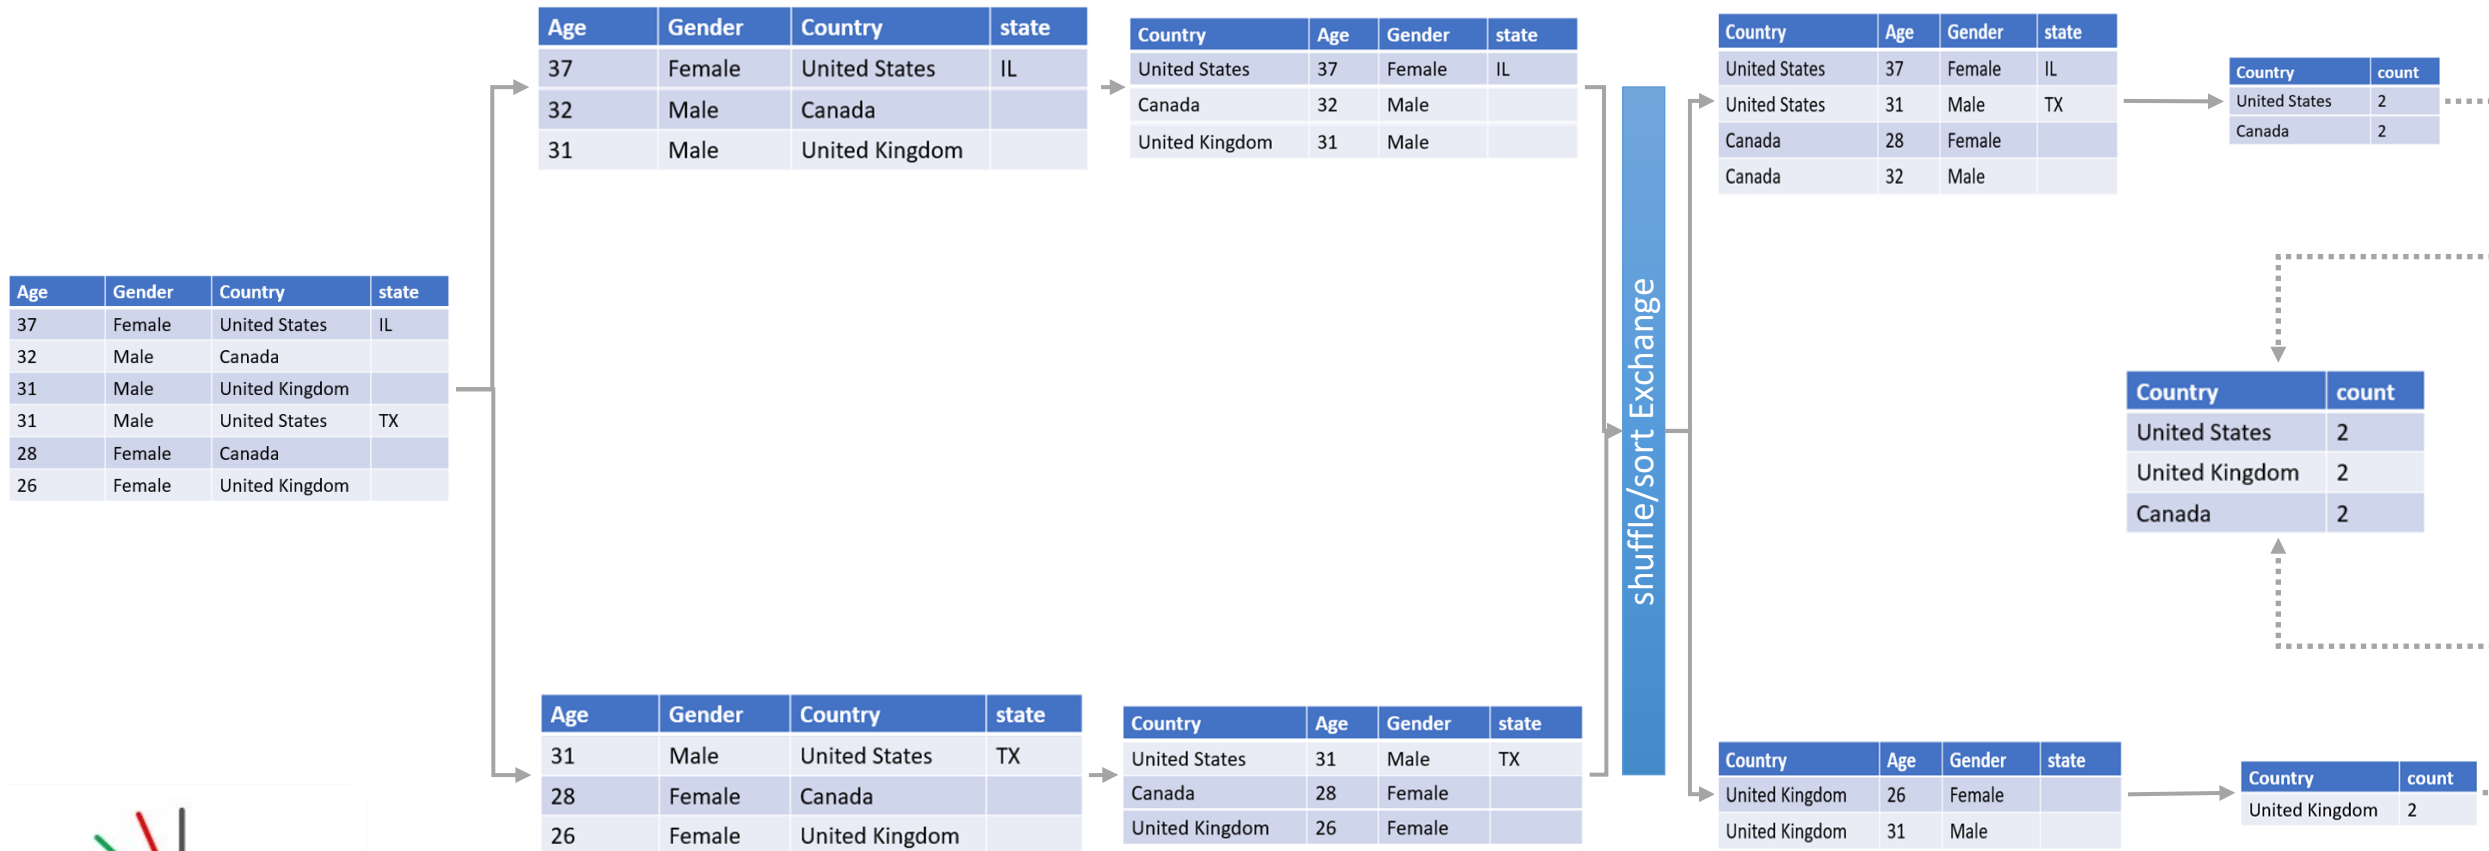 Age Gender Country state
37 Female United States IL
32 Male Canada
31 Male United Kingdom
31 Male United States TX
28 Female Canada
26 Female United Kingdom
Age Gender Country state
37 Female United States IL
32 Male Canada
31 Male United Kingdom
Country Age Gender state
United States 37 Female IL
Canada 32 Male
United Kingdom 31 Male
Age Gender Country state
31 Male United States TX
28 Female Canada
26 Female United Kingdom
Country Age Gender state
United States 31 Male TX
Canada 28 Female
United Kingdom 26 Female
shuffle/sort Exchange
Country Age Gender state
United States 37 Female IL
United States 31 Male TX
Canada 28 Female
Canada 32 Male
Country count
United States 2
Canada 2
Country count
United States 2
United Kingdom 2
Canada 2
Country Age Gender state
United Kingdom 26 Female
United Kingdom 31 Male
Country count
United Kingdom 2